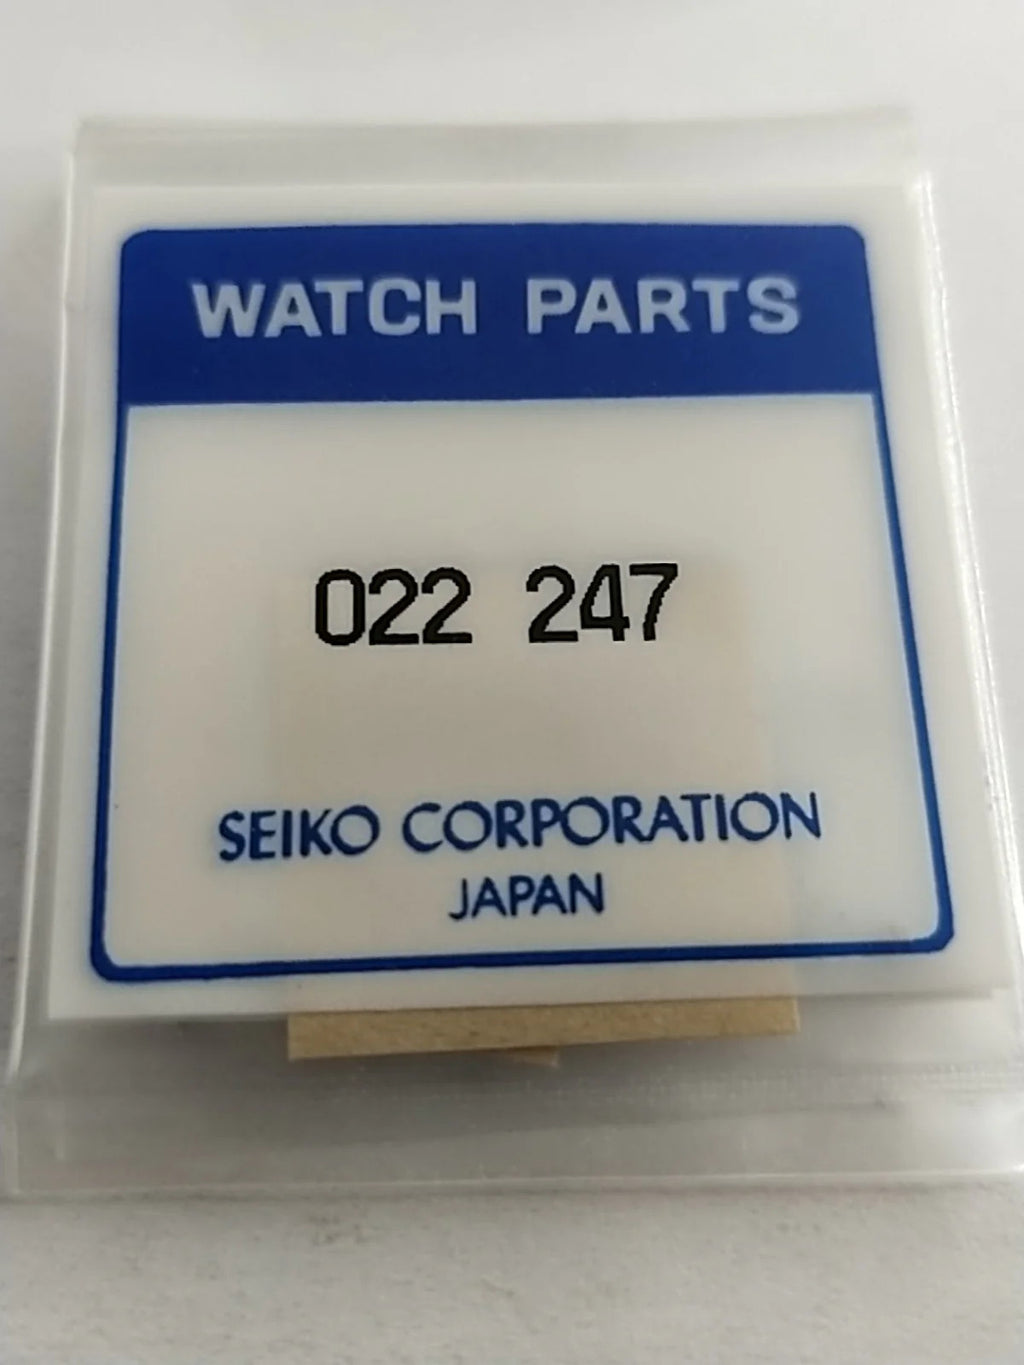 WATCH PARTS
022 247
SEIKO CORPORATION
JAPAN